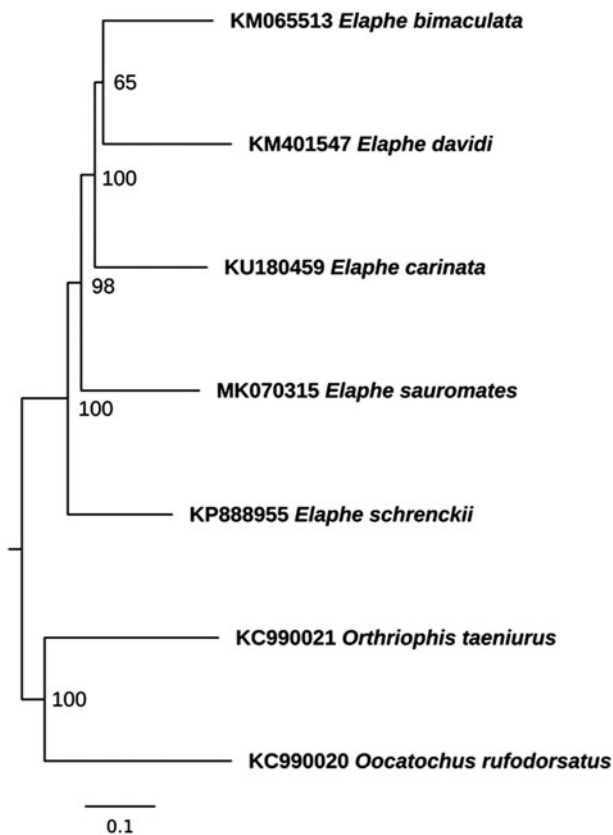 KM065513 Elaphe bimaculata
65
KM401547 Elaphe davidi
100
KU180459 Elaphe carinata
98
MK070315 Elaphe sauromates
100
KP888955 Elaphe schrenckii
KC990021 Orthriophis taeniurus
100
KC990020 Oocatochus rufodorsatus
0.1